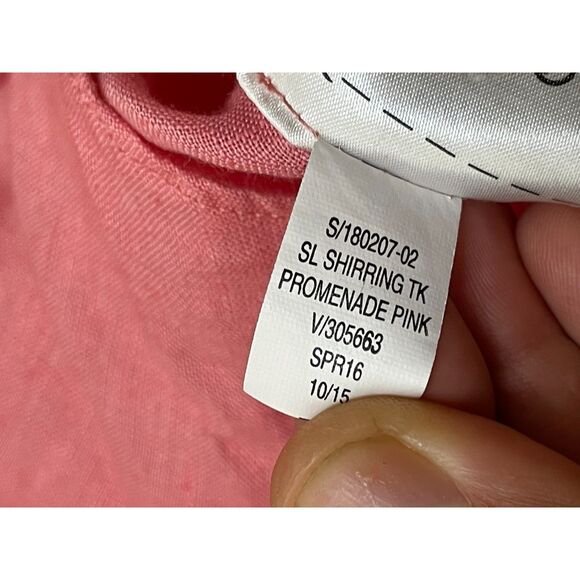 S/180207-02
SL SHIRRING TK
PROMENADE PINK
V/305663
SPR16
10/15